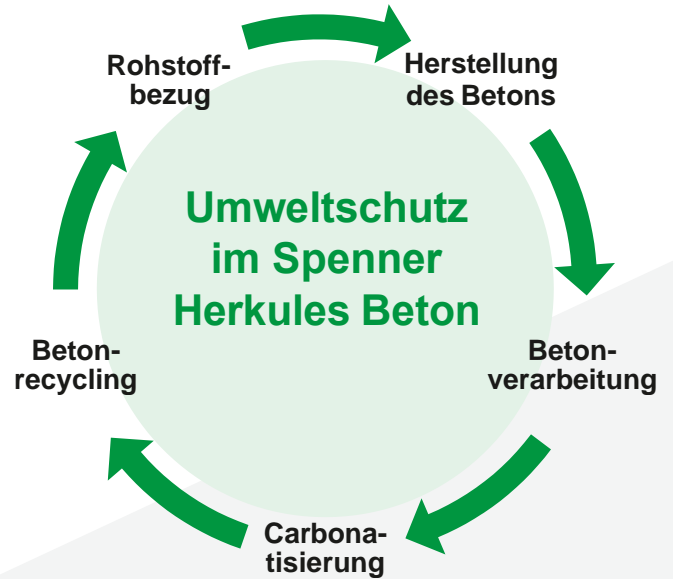 Rohstoff-
bezug
Herstellung
des Betons
Umweltschutz
im Spenner
Herkules Beton
Beton-
recycling
Beton-
verarbeitung
Carbona-
tisierung